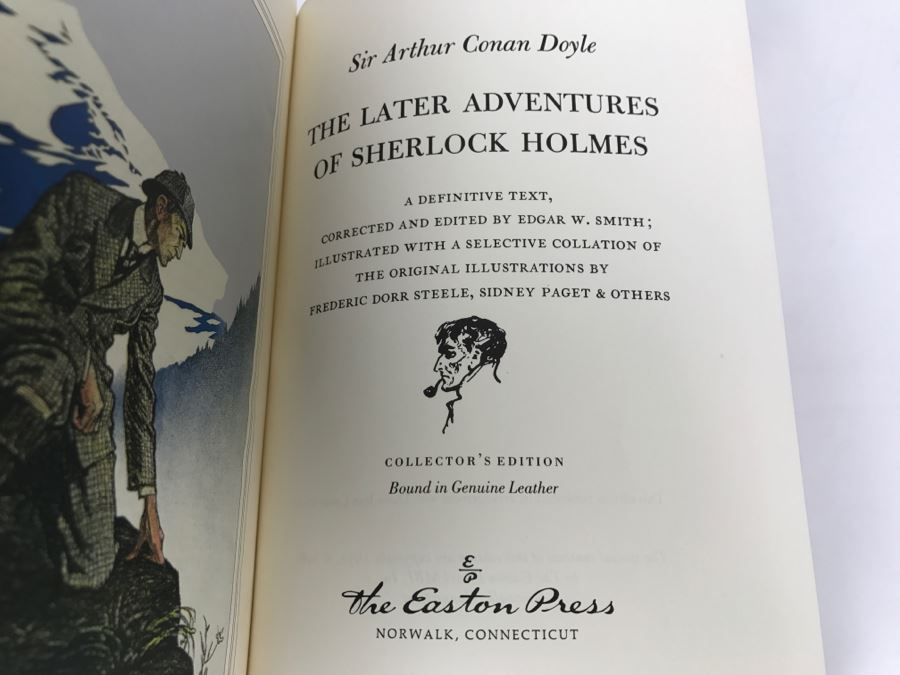 Sir Arthur Conan Doyle
THE LATER ADVENTURES
OF SHERLOCK HOLMES
A DEFINITIVE TEXT,
CORRECTED AND EDITED BY EDGAR W. SMITH;
ILLUSTRATED WITH A SELECTIVE COLLATION OF
THE ORIGINAL ILLUSTRATIONS BY
FREDERIC DORR STEELE, SIDNEY PAGET & OTHERS
COLLECTOR'S EDITION
Bound in Genuine Leather
E
P
The Easton Press
NORWALK, CONNECTICUT